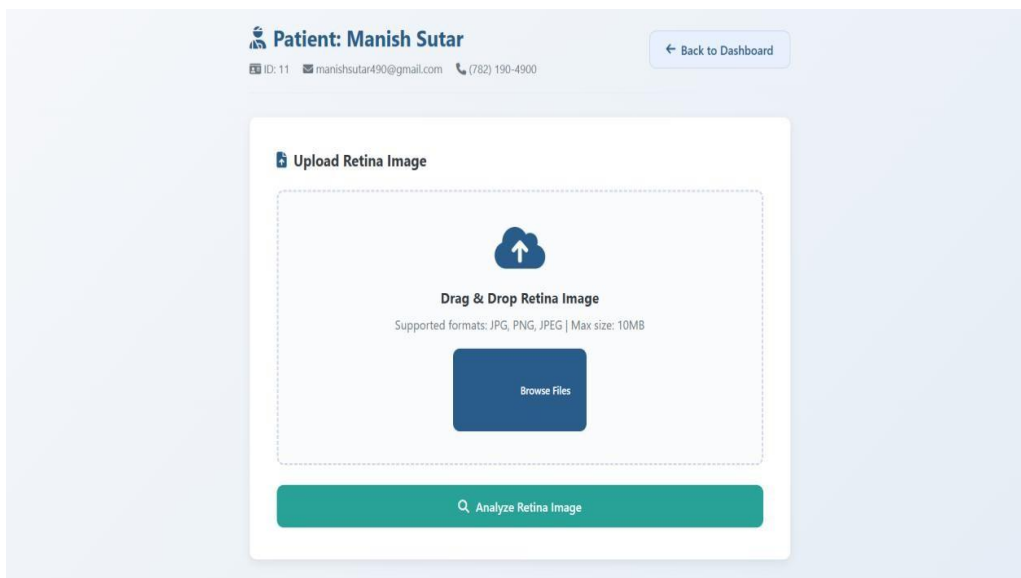 Patient: Manish Sutar
← Back to Dashboard
ID: 11 manishsutar490@gmail.com (782) 190-4900
Upload Retina Image
Drag & Drop Retina Image
Supported formats: JPG, PNG, JPEG | Max size: 10MB
Browse Files
Analyze Retina Image